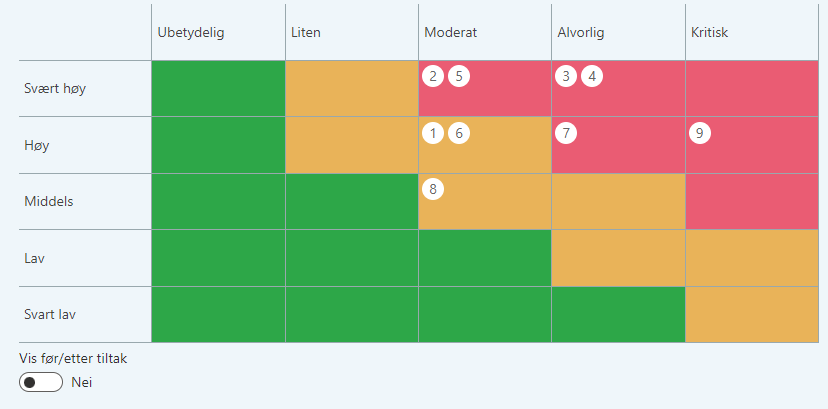 Ubetydelig Liten Moderat Alvorlig Kritisk
Svært høy 2 5 3 4
Høy 1 6 7 9
Middels 8
Lav
Svart lav
Vis før/etter tiltak
Nei